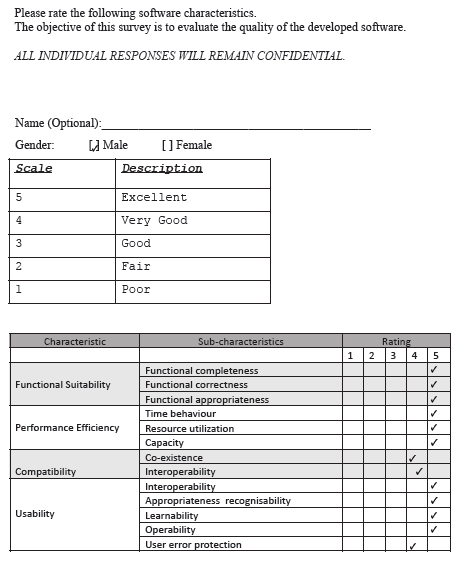 Please rate the following software characteristics.
The objective of this survey is to evaluate the quality of the developed software.
ALL INDIVIDUAL RESPONSES WILL REMAIN CONFIDENTIAL.
Name (Optional):
Gender: [✓] Male [ ] Female
Scale Description
5 Excellent
4 Very Good
3 Good
2 Fair
1 Poor
Characteristic Sub-characteristics Rating
1 2 3 4 5
Functional completeness ✓
Functional Suitability Functional correctness ✓
Functional appropriateness ✓
Time behaviour ✓
Performance Efficiency Resource utilization ✓
Capacity ✓
Co-existence ✓
Compatibility Interoperability ✓
Interoperability ✓
Appropriateness recognisability ✓
Usability Learnability ✓
Operability ✓
User error protection ✓